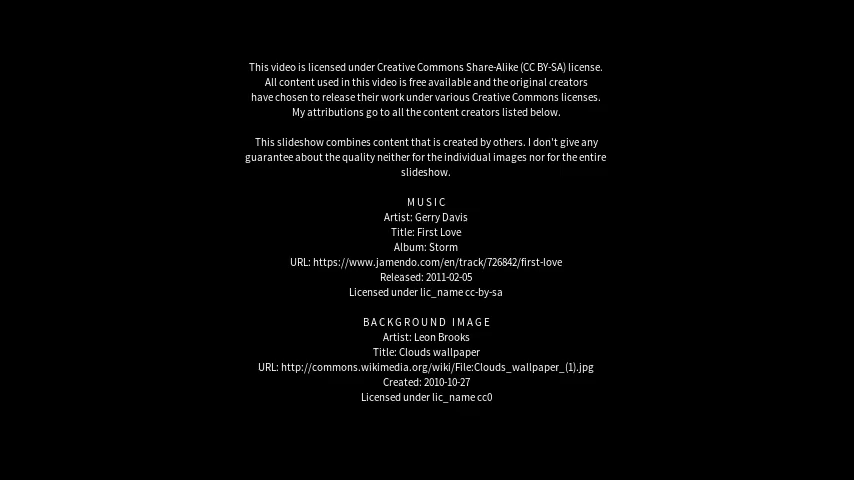 This video is licensed under Creative Commons Share-Alike (CC BY-SA) license.
All content used in this video is free available and the original creators
have chosen to release their work under various Creative Commons licenses.
My attributions go to all the content creators listed below.
This slideshow combines content that is created by others. I don't give any
guarantee about the quality neither for the individual images nor for the entire
slideshow.
MUSIC
Artist: Gerry Davis
Title: First Love
Album: Storm
URL: https://www.jamendo.com/en/track/726842/first-love
Released: 2011-02-05
Licensed under lic_name cc-by-sa
BACKGROUND IMAGE
Artist: Leon Brooks
Title: Clouds wallpaper
URL: http://commons.wikimedia.org/wiki/File:Clouds_wallpaper_(1).jpg
Created: 2010-10-27
Licensed under lic_name cc0